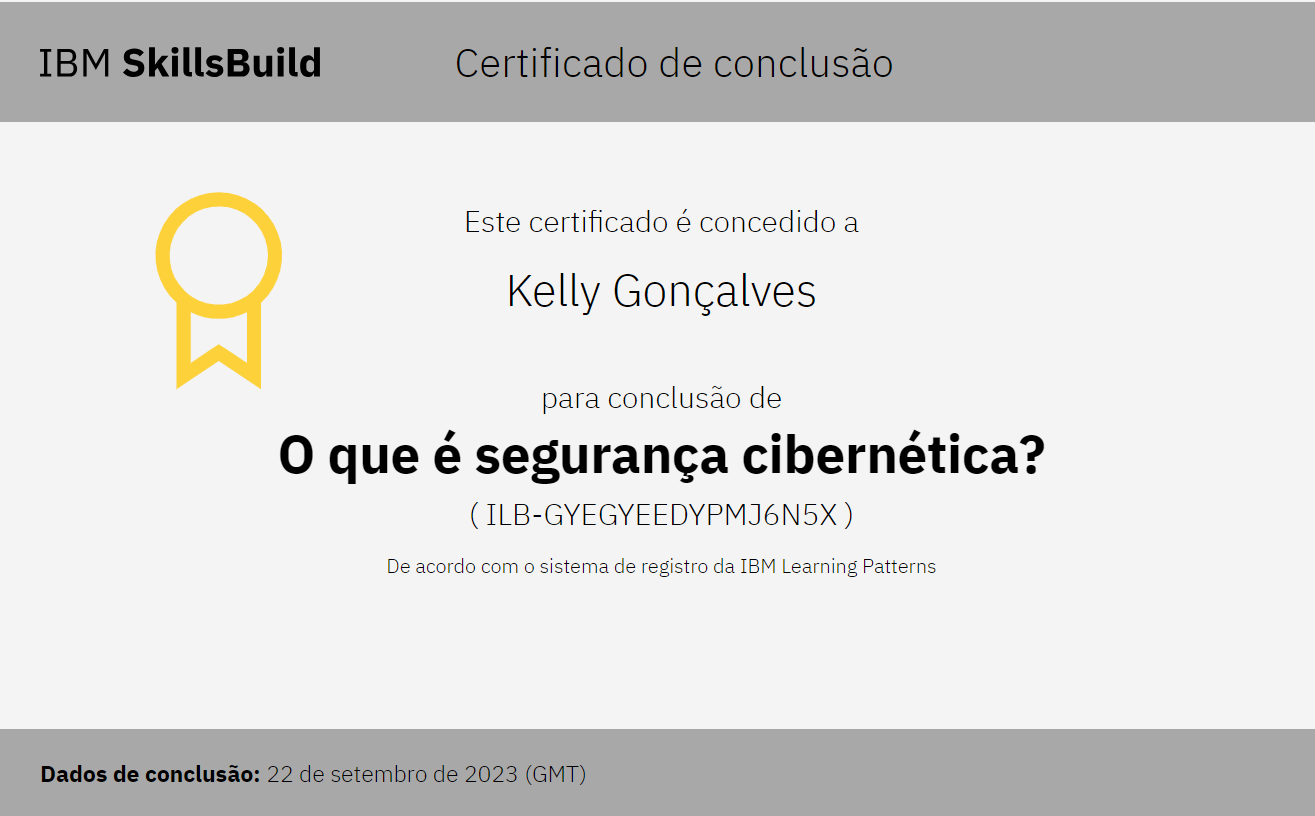 IBM SkillsBuild
Certificado de conclusão
Este certificado é concedido a
Kelly Gonçalves
para conclusão de
O que é segurança cibernética?
( ILB-GYEGYEEDYPMJ6N5X )
De acordo com o sistema de registro da IBM Learning Patterns
Dados de conclusão: 22 de setembro de 2023 (GMT)